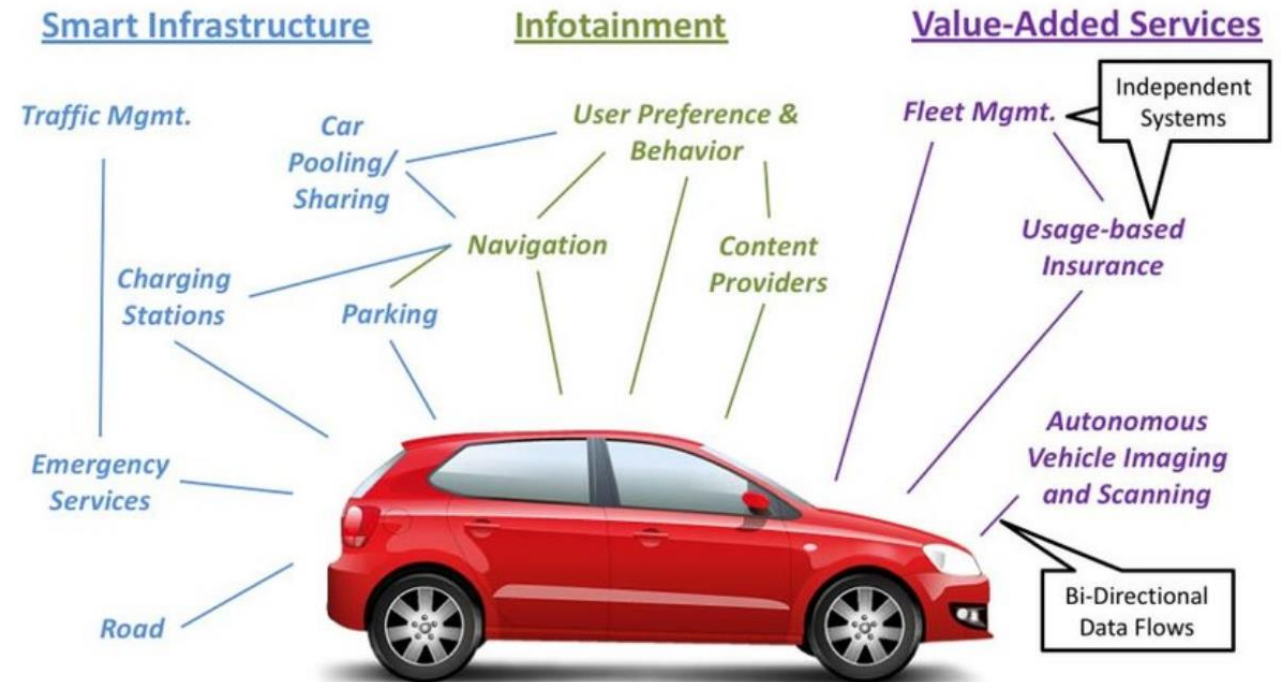 Smart Infrastructure
Infotainment
Value-Added Services
Traffic Mgmt.
Car
Pooling/
Sharing
User Preference &
Behavior
Fleet Mgmt.
Independent
Systems
Navigation
Content
Providers
Usage-based
Insurance
Charging
Stations
Parking
Emergency
Services
Autonomous
Vehicle Imaging
and Scanning
Road
Bi-Directional
Data Flows